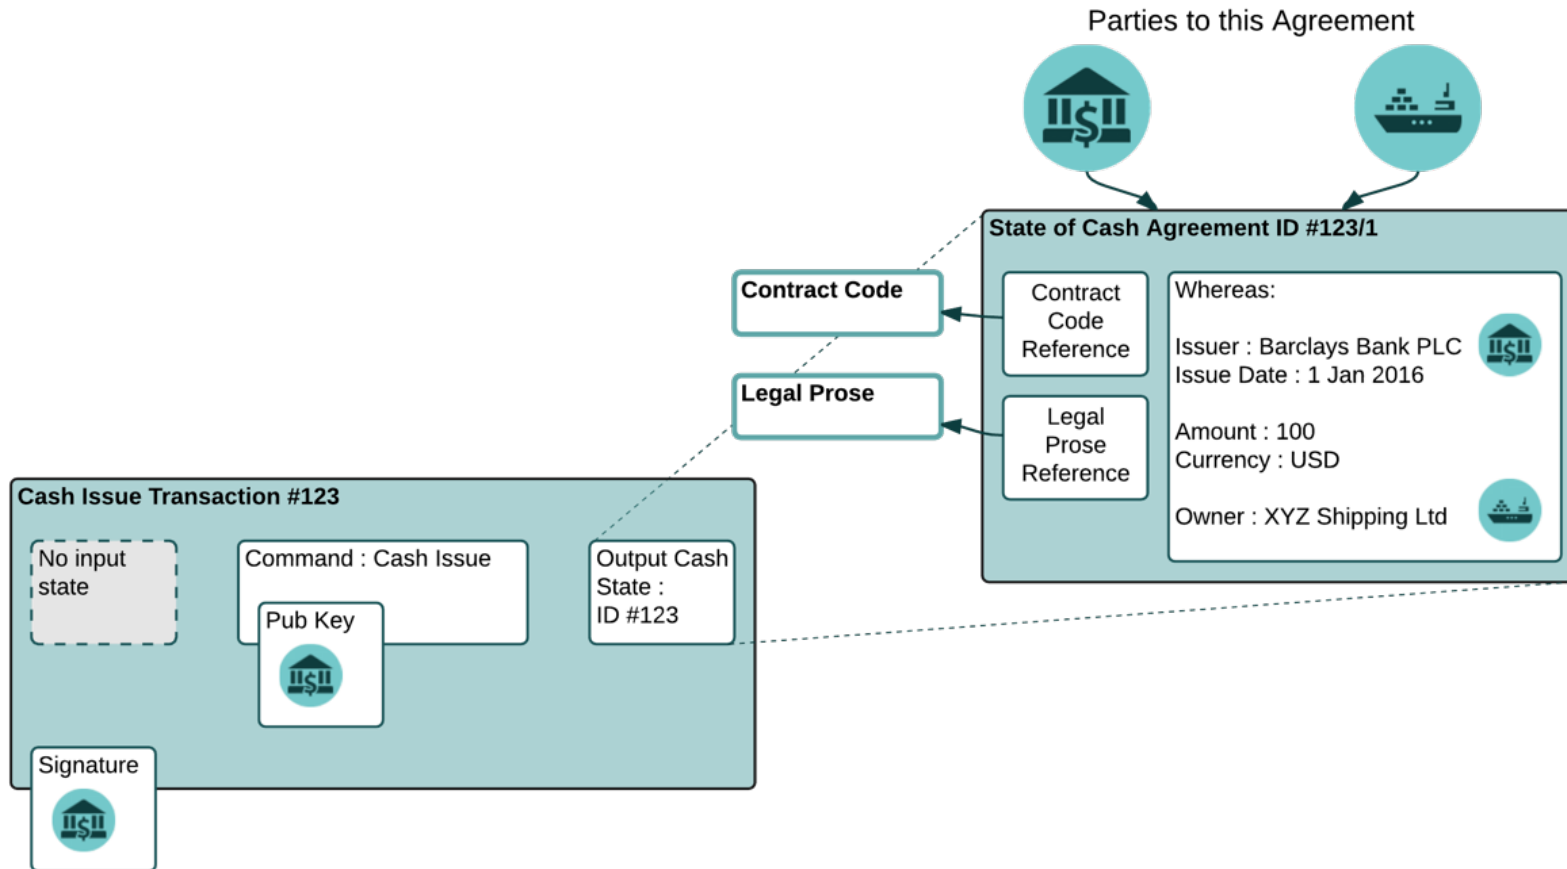 Parties to this Agreement
State of Cash Agreement ID #123/1
Contract Code
Contract
Code
Reference
Whereas:
Issuer : Barclays Bank PLC
Issue Date : 1 Jan 2016
Amount : 100
Currency : USD
Owner : XYZ Shipping Ltd
Legal Prose
Legal
Prose
Reference
Cash Issue Transaction #123
No input
state
Command : Cash Issue
Pub Key
Output Cash
State :
ID #123
Signature